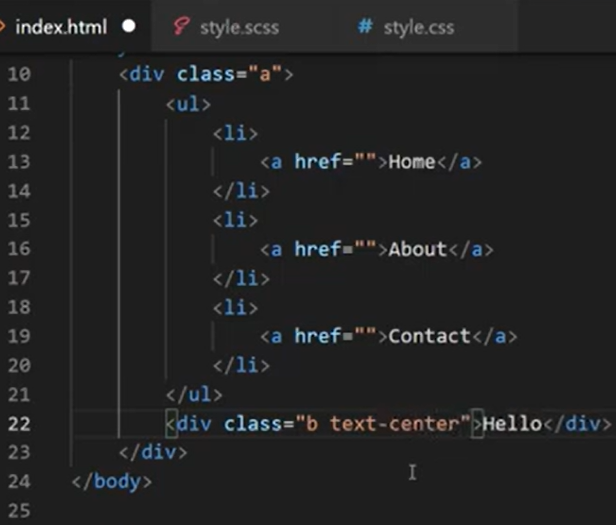 index.html style.scss # style.css
10 <div class="a">
11 <ul>
12 <li>
13 <a href="">Home</a>
14 </li>
15 <li>
16 <a href="">About</a>
17 </li>
18 <li>
19 <a href="">Contact</a>
20 </li>
21 </ul>
22 <div class="b text-center">Hello</div>
23 </div>
24 </body>
25